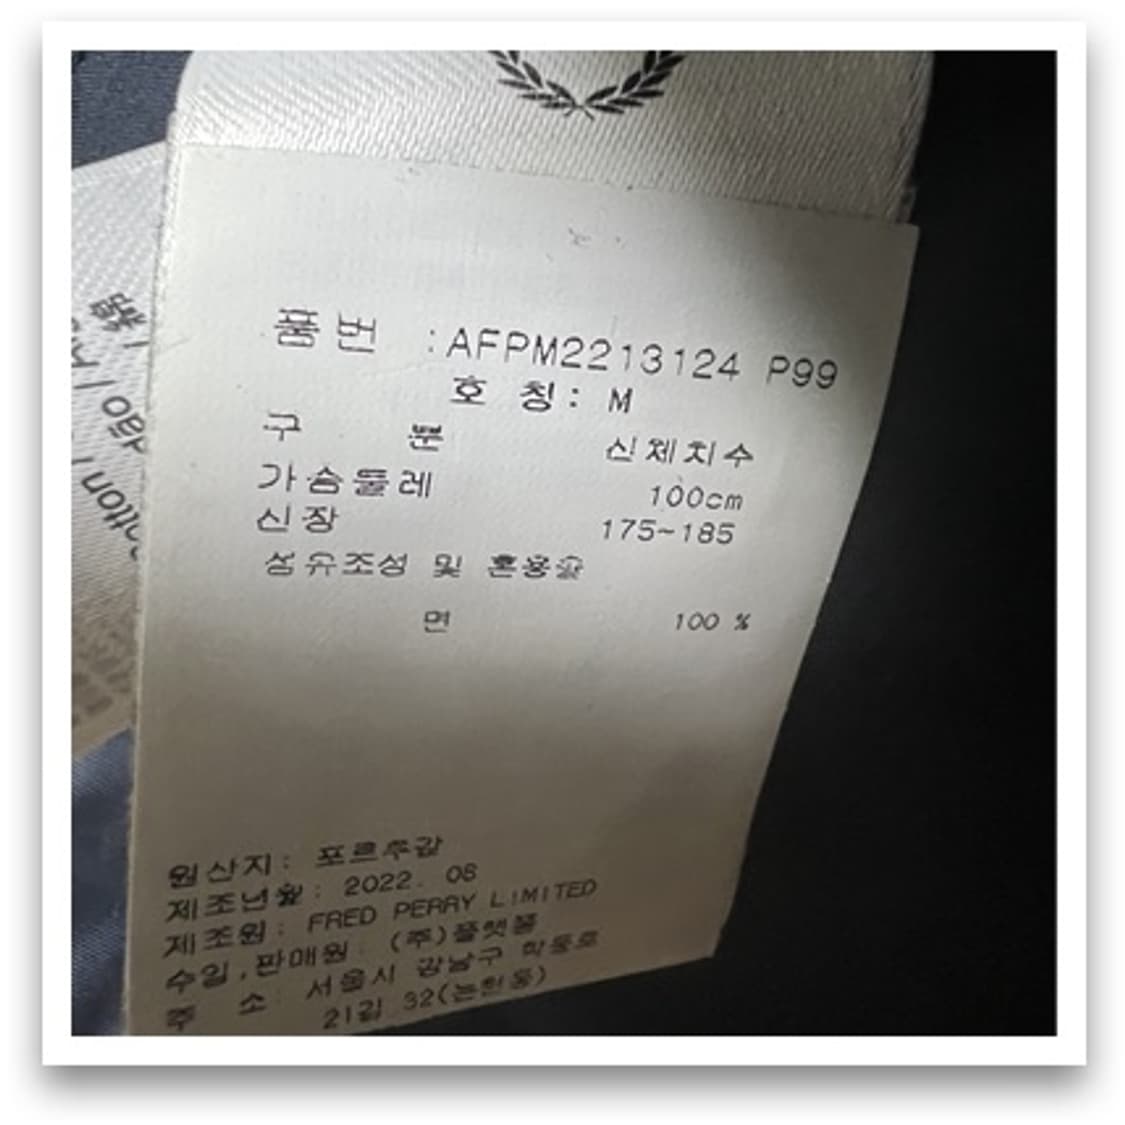 품번 :AFPM2213124 P99
호 칭: M
구 분 신체치수
가슴둘레 100cm
신장 175~185
섬유조성 및 혼용율
면 100 %
원산지: 포르투갈
제조년월: 2022. 08
제조원: FRED PERRY LIMITED
수입,판매원: (주)플랫폼
주 소: 서울시 강남구 학동로
21길 32(논현동)